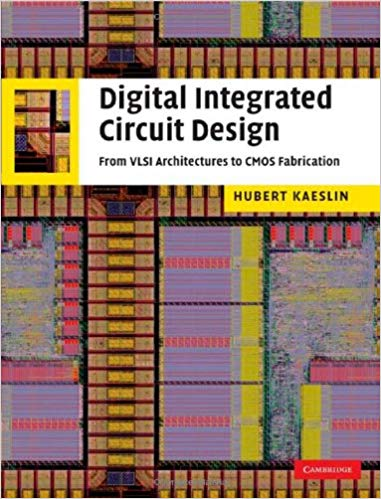 Digital Integrated
Circuit Design
From VLSI Architectures to CMOS Fabrication
HUBERT KAESLIN
CAMBRIDGE